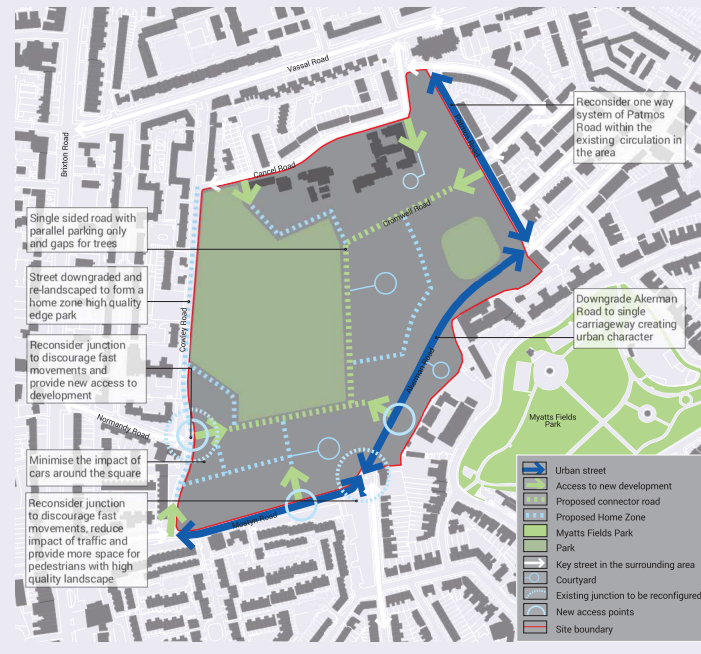 Vassal Road
Brixton Road
Patmos Road
Reconsider one way
system of Patmos
Road within the
existing circulation in
the area
Cancel Road
Cromwell Road
Single sided road with
parallel parking only
and gaps for trees
Street downgraded and
re-landscaped to form a
home zone high quality
edge park
Cowley Road
Reconsider junction
to discourage fast
movements and
provide new access to
development
Downgrade Akerman
Road to single
carriageway creating
urban character
Akerman Road
Normandy Road
Myatts Fields
Park
Minimise the impact of
cars around the square
Reconsider junction
to discourage fast
movements, reduce
impact of traffic and
provide more space for
pedestrians with high
quality landscape
Mostyn Road
Urban street
Access to new development
Proposed connector road
Proposed Home Zone
Myatts Fields Park
Park
Key street in the surrounding area
Courtyard
Existing junction to be reconfigured
New access points
Site boundary